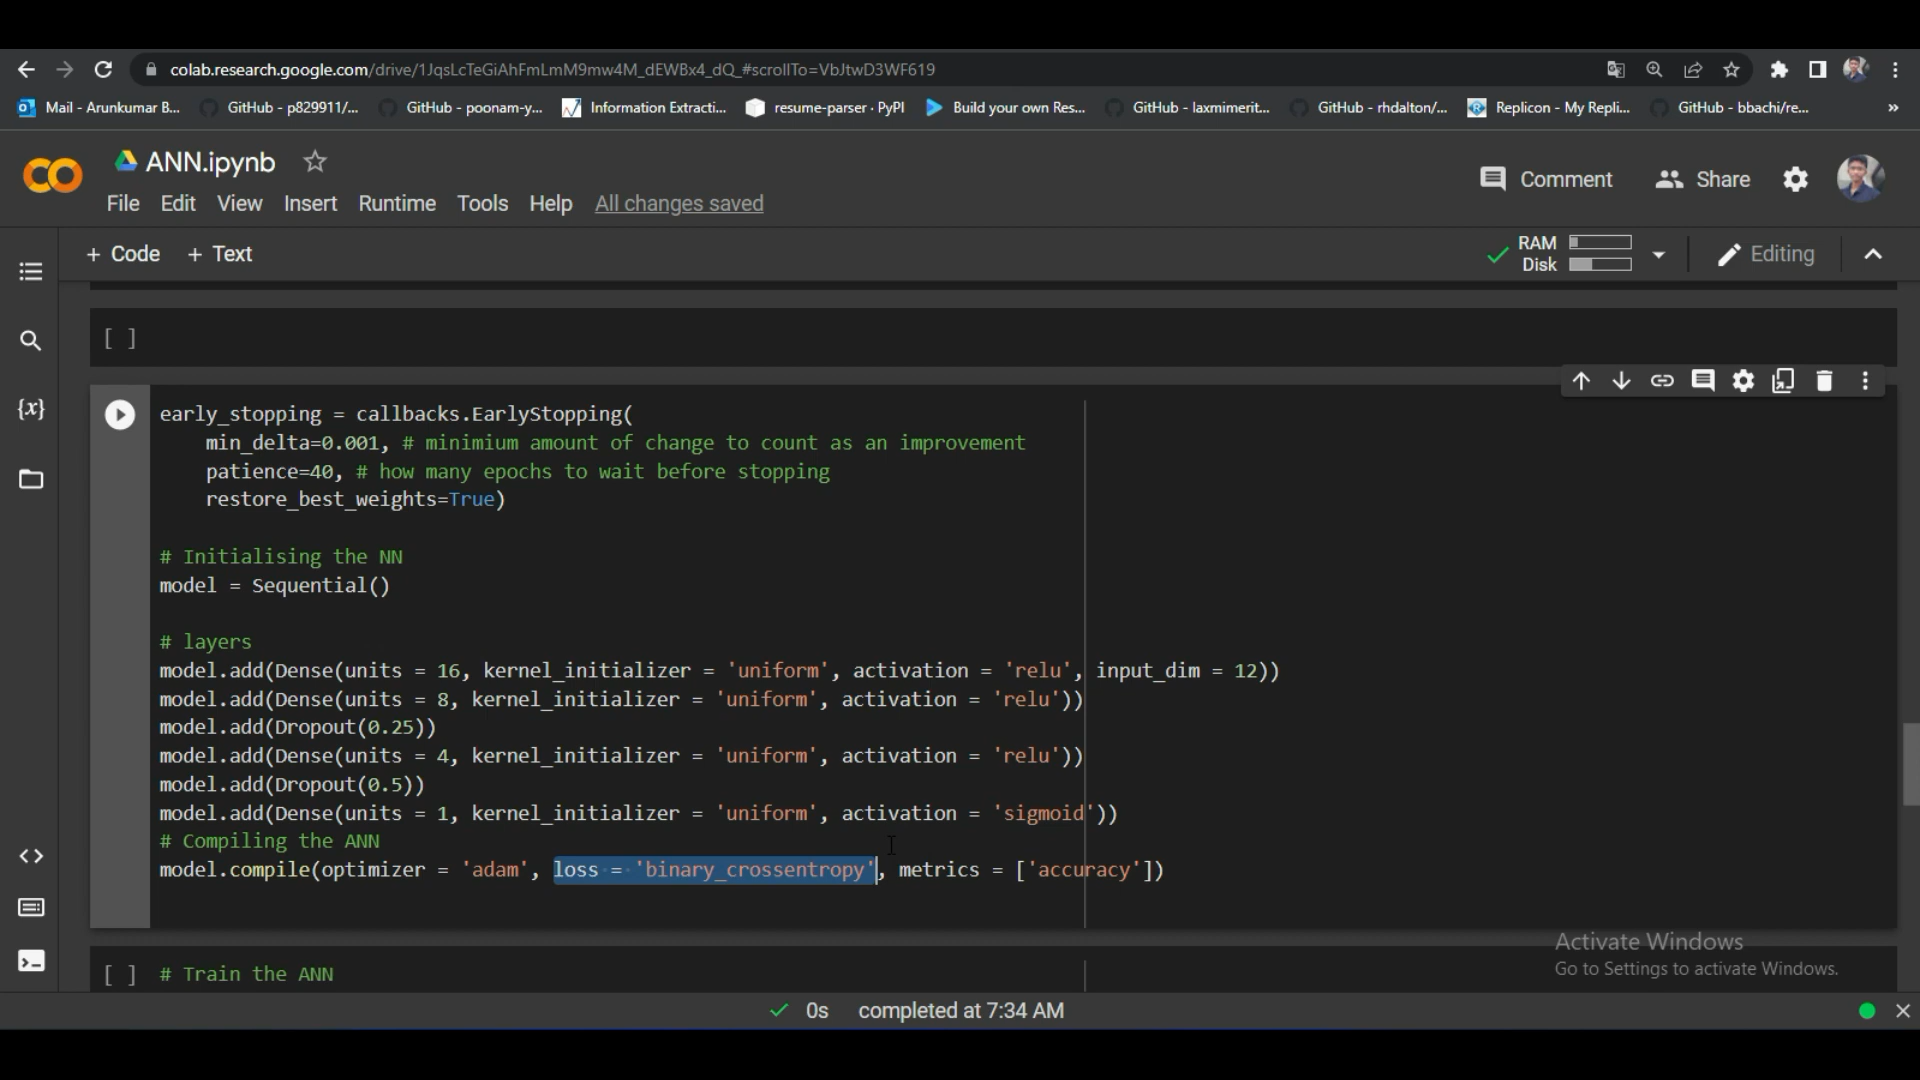 colab.research.google.com/drive/1JqsLcTeGiAhFmLmM9mw4M_dEWBx4_dQ_#scrollTo=VbJtwD3WF619
Mail - Arunkumar B... GitHub - p829911/... GitHub - poonam-y... Information Extracti... resume-parser · PyPI Build your own Res... GitHub - laxmimerit... GitHub - rhdalton/... Replicon - My Repli... GitHub - bbachi/re... »
CO ANN.ipynb
File Edit View Insert Runtime Tools Help All changes saved
Comment Share
+ Code + Text
RAM
Disk
Editing
[ ]
{x}
early_stopping = callbacks.EarlyStopping(
    min_delta=0.001, # minimium amount of change to count as an improvement
    patience=40, # how many epochs to wait before stopping
    restore_best_weights=True)
# Initialising the NN
model = Sequential()
# layers
model.add(Dense(units = 16, kernel_initializer = 'uniform', activation = 'relu', input_dim = 12))
model.add(Dense(units = 8, kernel_initializer = 'uniform', activation = 'relu'))
model.add(Dropout(0.25))
model.add(Dense(units = 4, kernel_initializer = 'uniform', activation = 'relu'))
model.add(Dropout(0.5))
model.add(Dense(units = 1, kernel_initializer = 'uniform', activation = 'sigmoid'))
# Compiling the ANN
model.compile(optimizer = 'adam', loss = 'binary_crossentropy', metrics = ['accuracy'])
Activate Windows
Go to Settings to activate Windows.
[ ] # Train the ANN
0s completed at 7:34 AM